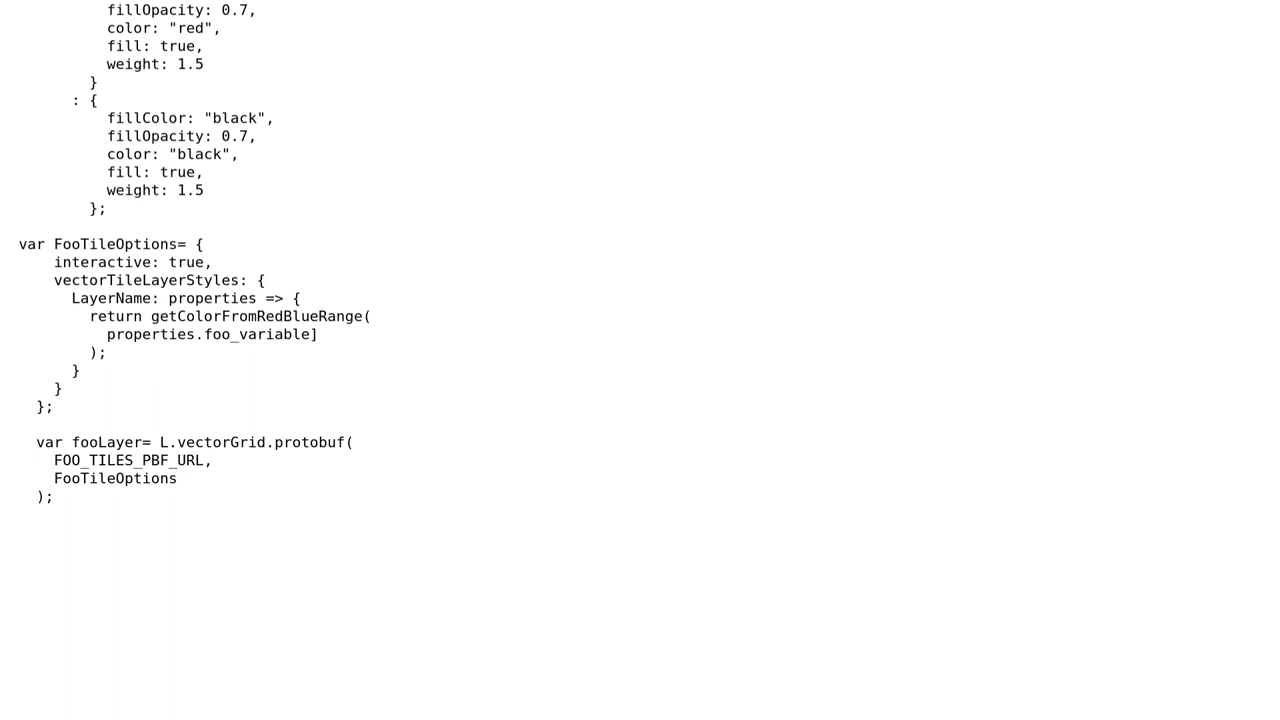 fillOpacity: 0.7,
          color: "red",
          fill: true,
          weight: 1.5
        }
      : {
          fillColor: "black",
          fillOpacity: 0.7,
          color: "black",
          fill: true,
          weight: 1.5
        };

var FooTileOptions= {
    interactive: true,
    vectorTileLayerStyles: {
      LayerName: properties => {
        return getColorFromRedBlueRange(
          properties.foo_variable]
        );
      }
    }
  };

  var fooLayer= L.vectorGrid.protobuf(
    FOO_TILES_PBF_URL,
    FooTileOptions
  );